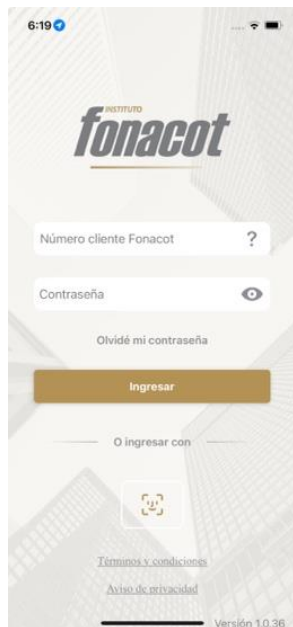 6:19
INSTITUTO
fonacot
Número cliente Fonacot ?
Contraseña
Olvidé mi contraseña
Ingresar
O ingresar con
Términos y condiciones
Aviso de privacidad
Versión 1.0.36